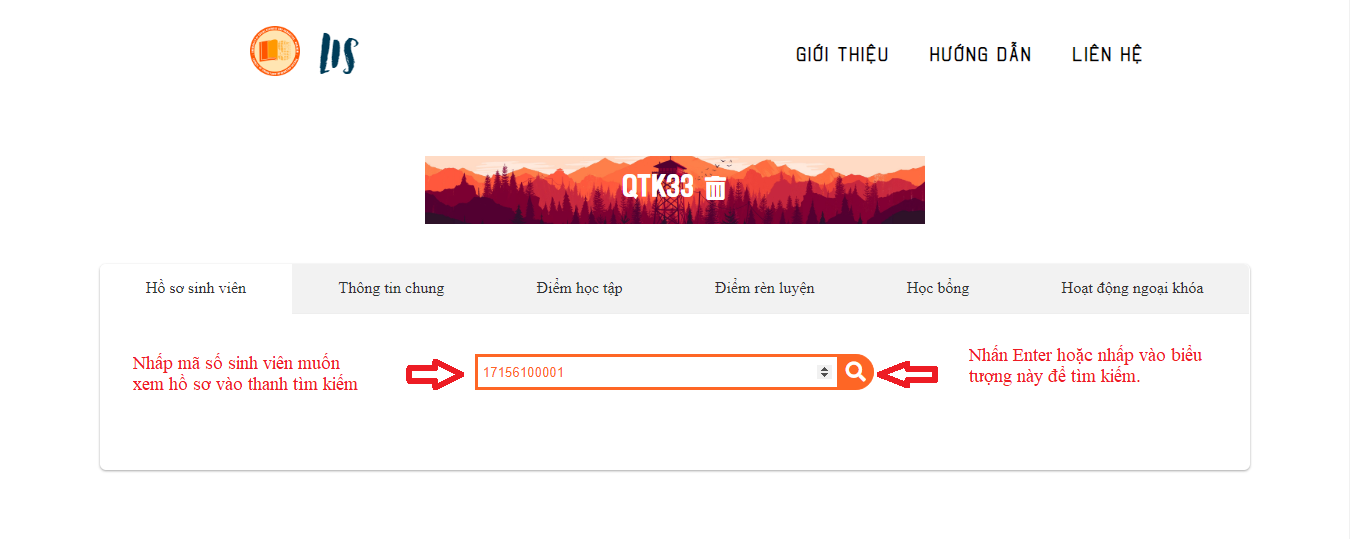 LIS
GIỚI THIỆU
HƯỚNG DẪN
LIÊN HỆ
QTK33
Hồ sơ sinh viên
Thông tin chung
Điểm học tập
Điểm rèn luyện
Học bổng
Hoạt động ngoại khóa
Nhấp mã số sinh viên muốn
xem hồ sơ vào thanh tìm kiếm
17156100001
Nhấn Enter hoặc nhấp vào biểu
tượng này để tìm kiếm.